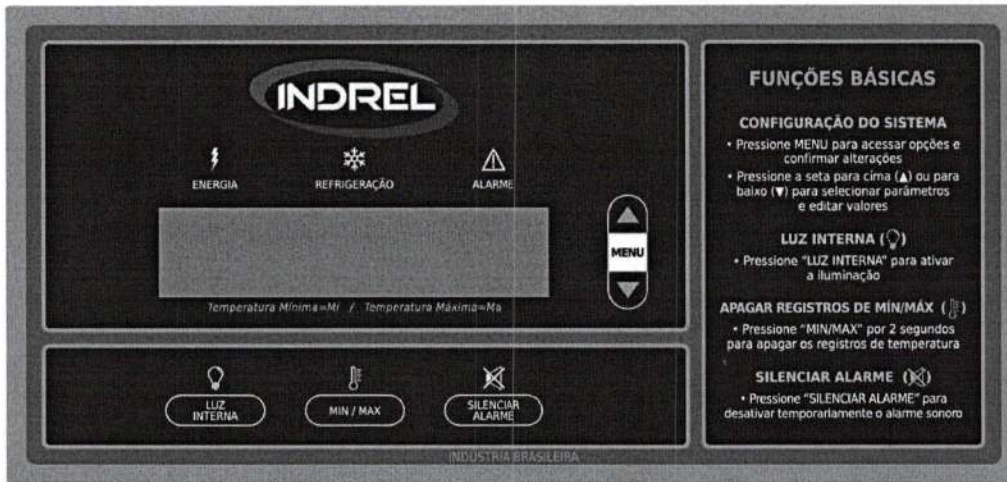 INDREL
ENERGIA
REFRIGERAÇÃO
ALARME
MENU
Temperatura Mínima=Mi / Temperatura Máxima=Ma
LUZ
INTERNA
MIN / MAX
SILENCIAR
ALARME
INDÚSTRIA BRASILEIRA
FUNÇÕES BÁSICAS
CONFIGURAÇÃO DO SISTEMA
• Pressione MENU para acessar opções e
confirmar alterações
• Pressione a seta para cima (▲) ou para
baixo (▼) para selecionar parâmetros
e editar valores
LUZ INTERNA ()
• Pressione "LUZ INTERNA" para ativar
a iluminação
APAGAR REGISTROS DE MÍN/MÁX ()
• Pressione "MIN/MAX" por 2 segundos
para apagar os registros de temperatura
SILENCIAR ALARME ()
• Pressione "SILENCIAR ALARME" para
desativar temporariamente o alarme sonoro